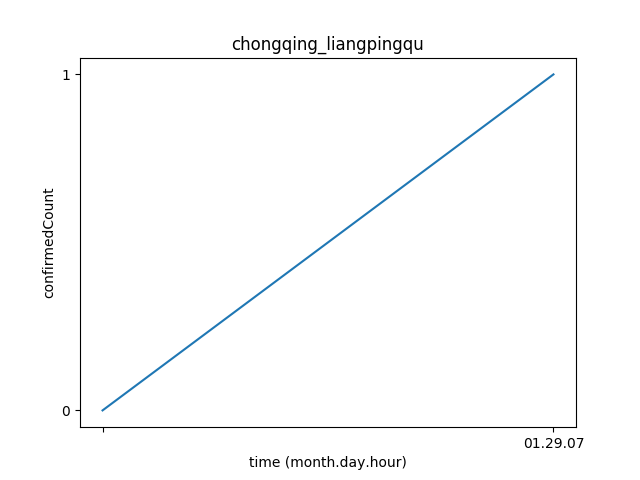 chongqing_liangpingqu
1
confirmedCount
0
01.29.07
time (month.day.hour)